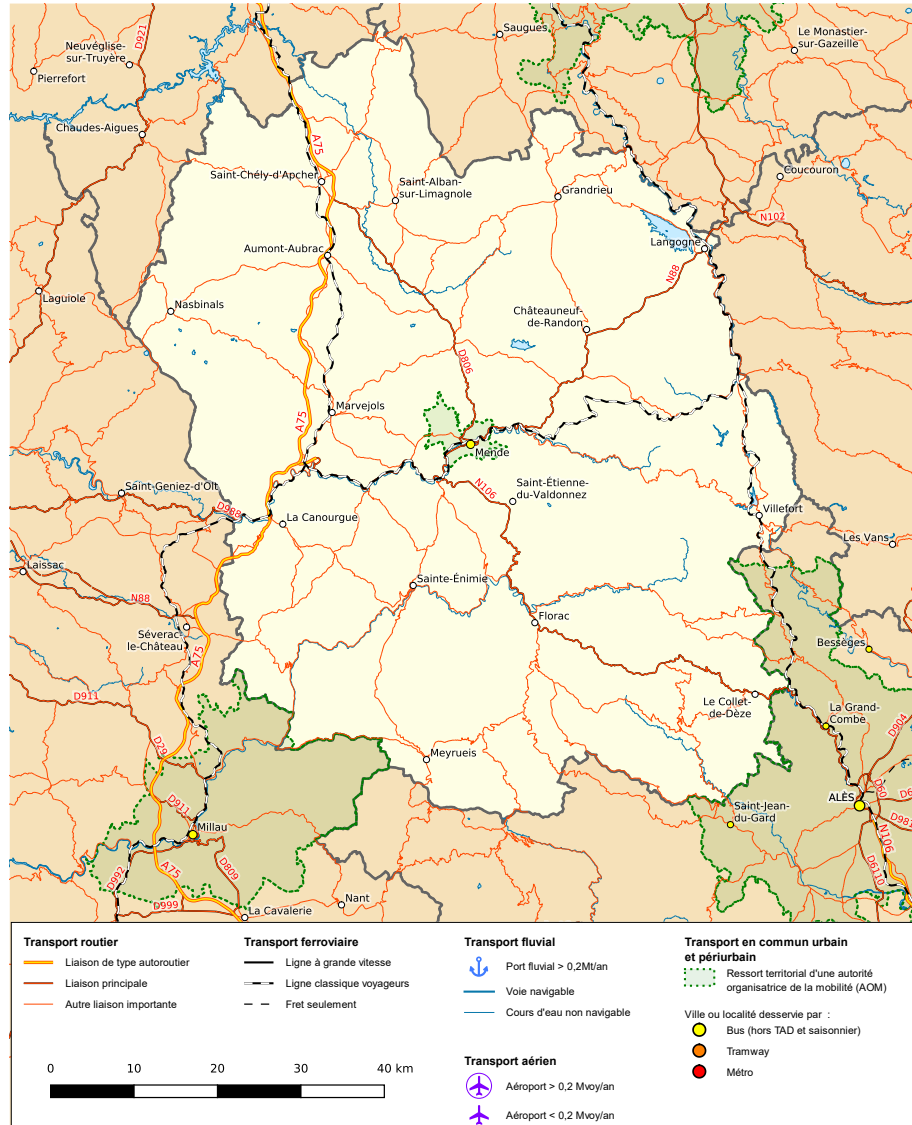 Saugues
Le Monastier-
sur-Gazeille
D921
Neuvéglise-
sur-Truyère
Pierrefort
Chaudes-Aigues
A75
Saint-Chély-d'Apcher
Saint-Alban-
sur-Limagnole
Grandrieu
Coucouron
N102
Langogne
Aumont-Aubrac
N88
Laguiole
Nasbinals
Châteauneuf-
de-Randon
D806
Marvejols
A75
Mende
Saint-Geniez-d'Olt
N106
Saint-Étienne-
du-Valdonnez
D988
La Canourgue
Villefort
Les Vans
Laissac
Sainte-Énimie
N88
Florac
Séverac-
le-Château
A75
Bessèges
D911
Le Collet-
de-Dèze
La Grand-
Combe
D904
D29
Meyrueis
D60
D6
ALÈS
D911
Saint-Jean-
du-Gard
D981
Millau
N106
D992
A75
D809
D6110
D999
Nant
La Cavalerie
Transport routier
Liaison de type autoroutier
Liaison principale
Autre liaison importante
0 10 20 30 40 km
Transport ferroviaire
Ligne à grande vitesse
Ligne classique voyageurs
Fret seulement
Transport fluvial
Port fluvial > 0,2Mt/an
Voie navigable
Cours d'eau non navigable
Transport aérien
Aéroport > 0,2 Mvoy/an
Aéroport < 0,2 Mvoy/an
Transport en commun urbain
et périurbain
Ressort territorial d'une autorité
organisatrice de la mobilité (AOM)
Ville ou localité desservie par :
Bus (hors TAD et saisonnier)
Tramway
Métro